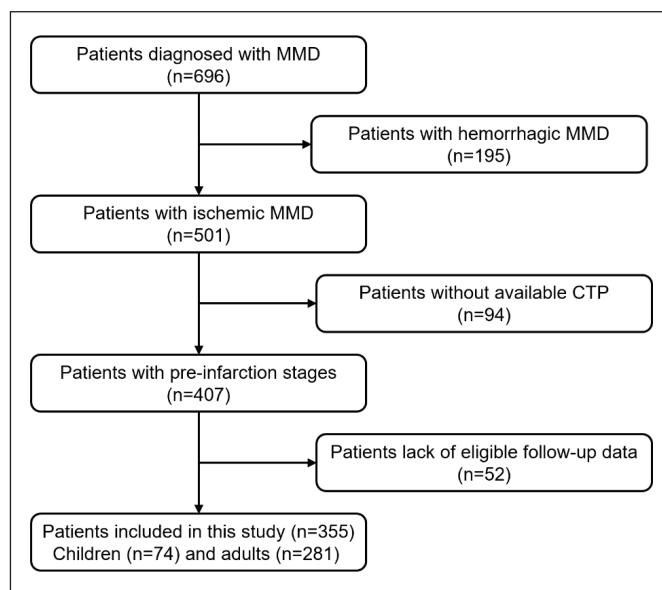 Patients diagnosed with MMD
(n=696)
Patients with hemorrhagic MMD
(n=195)
Patients with ischemic MMD
(n=501)
Patients without available CTP
(n=94)
Patients with pre-infarction stages
(n=407)
Patients lack of eligible follow-up data
(n=52)
Patients included in this study (n=355)
Children (n=74) and adults (n=281)